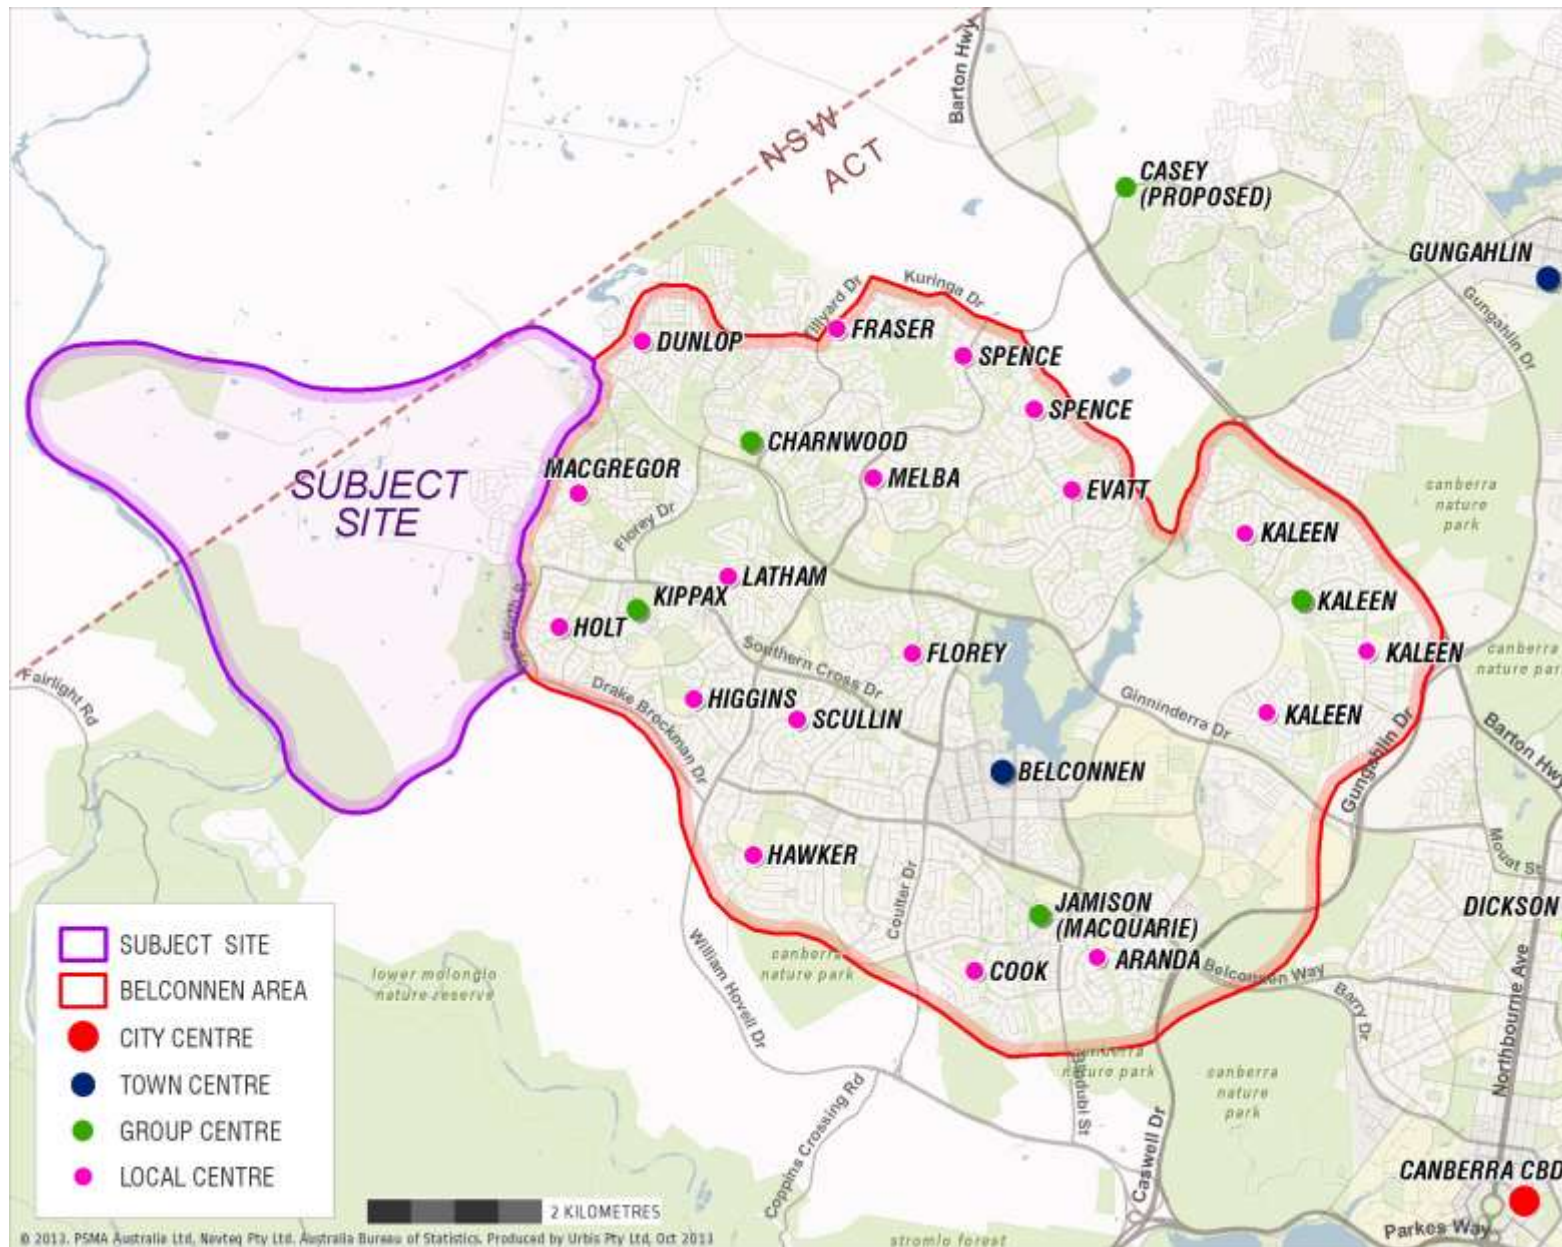 Barton Hwy
NSW
ACT
CASEY
(PROPOSED)
GUNGAHLIN
Gungahlin Dr
Kuringa Dr
Tillyard Dr
FRASER
DUNLOP
SPENCE
SPENCE
CHARNWOOD
MACGREGOR
MELBA
EVATT
canberra
nature
park
SUBJECT
SITE
Florey Dr
KALEEN
LATHAM
KIPPAX
KALEEN
HOLT
FLOREY
KALEEN
canberra
nature park
Southern Cross Dr
Fairlight Rd
Drake Brockman Dr
HIGGINS
SCULLIN
Ginninderra Dr
KALEEN
Barton Hwy
Gungahlin Dr
BELCONNEN
HAWKER
Coulter Dr
Mouat St
JAMISON
(MACQUARIE)
DICKSON
ARANDA
COOK
Belconnen Way
canberra
nature park
lower molonglo
nature reserve
William Hovell Dr
Barry Dr
Northbourne Ave
canberra
nature park
canberra
nature
park
Bindubi St
Coppins Crossing Rd
Caswell Dr
CANBERRA CBD
Parkes Way
stromlo forest
SUBJECT SITE
BELCONNEN AREA
CITY CENTRE
TOWN CENTRE
GROUP CENTRE
LOCAL CENTRE
2 KILOMETRES
© 2013. PSMA Australia Ltd, Navteq Pty Ltd. Australia Bureau of Statistics. Produced by Urbis Pty Ltd, Oct 2013